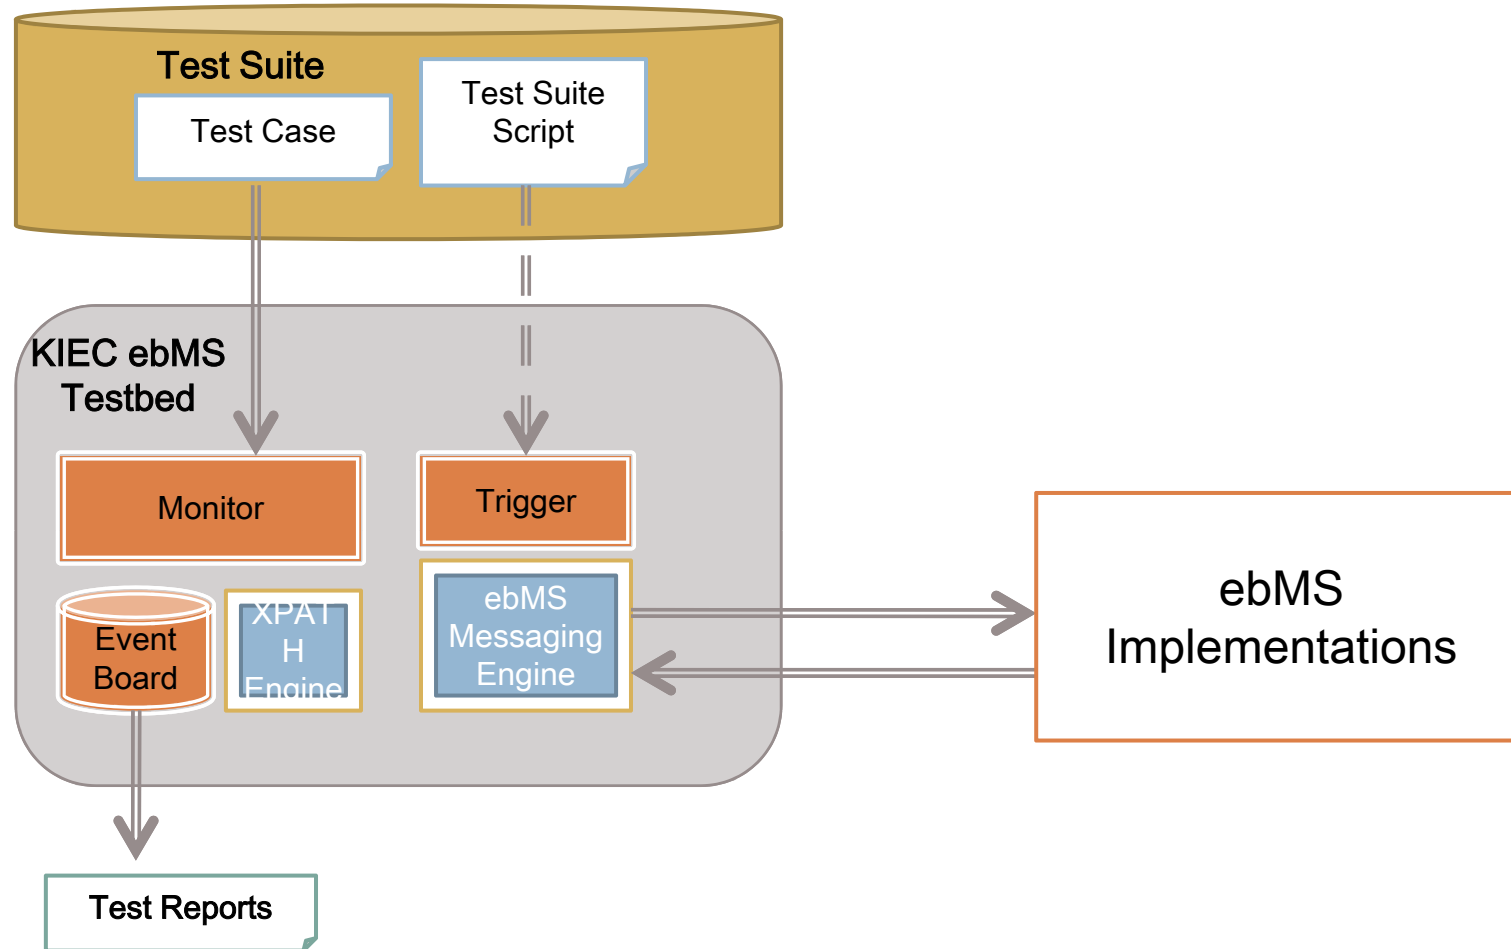 Test Suite
Test Case
Test Suite
Script
KIEC ebMS
Testbed
Monitor
Trigger
Event
Board
XPAT
H
Engine
ebMS
Messaging
Engine
ebMS
Implementations
Test Reports